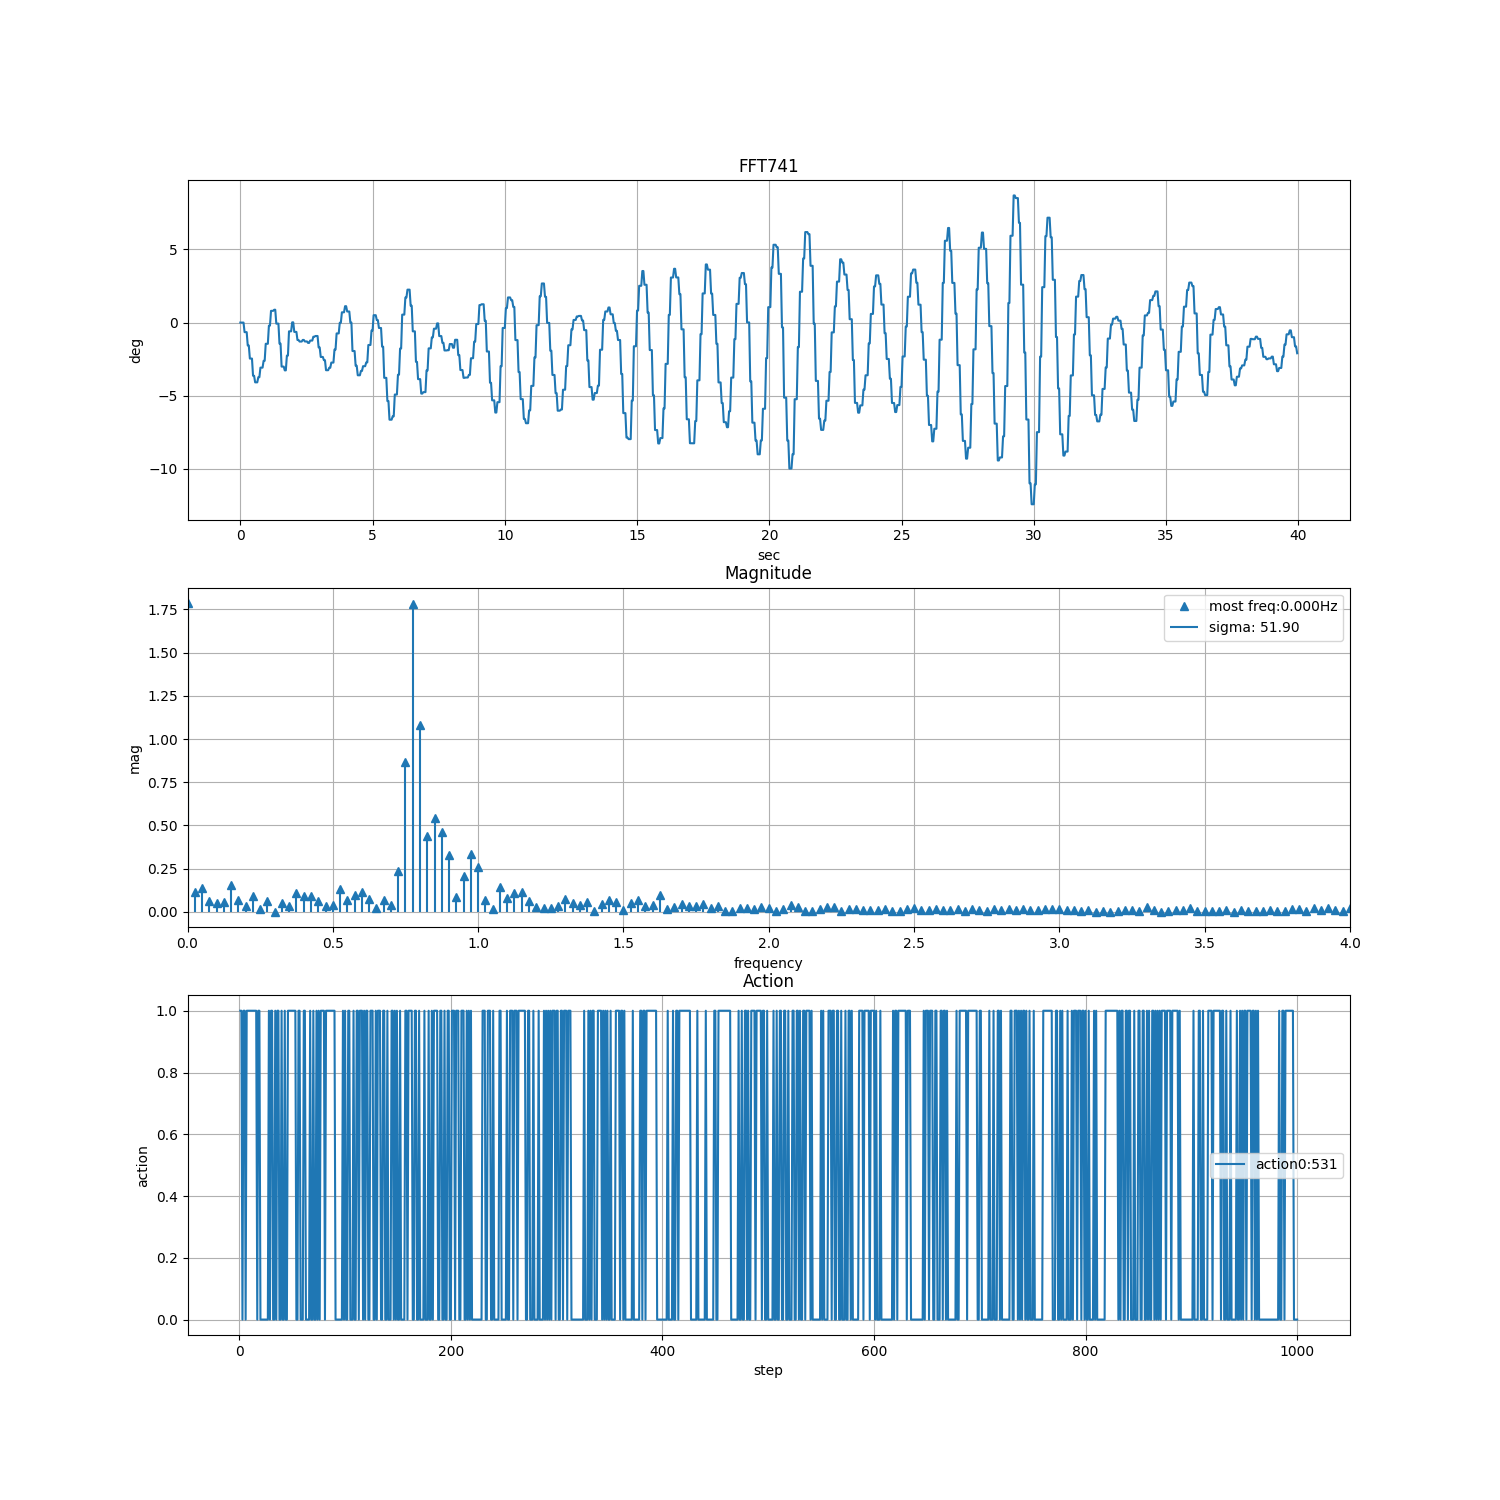 FFT741
5
0
−5
−10
deg
0 5 10 15 20 25 30 35 40
sec
Magnitude
most freq:0.000Hz
sigma: 51.90
1.75
1.50
1.25
1.00
0.75
0.50
0.25
0.00
mag
0.0 0.5 1.0 1.5 2.0 2.5 3.0 3.5 4.0
frequency
Action
1.0
0.8
0.6
0.4
0.2
0.0
action
action0:531
0 200 400 600 800 1000
step